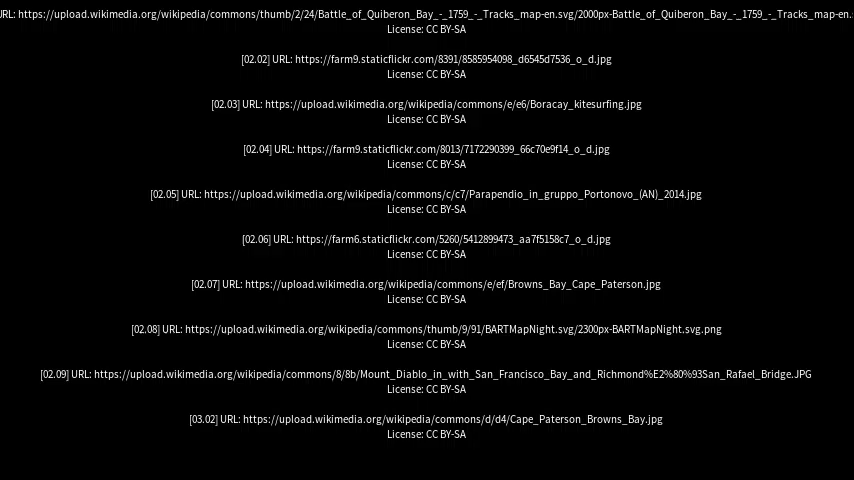 URL: https://upload.wikimedia.org/wikipedia/commons/thumb/2/24/Battle_of_Quiberon_Bay_-_1759_-_Tracks_map-en.svg/2000px-Battle_of_Quiberon_Bay_-_1759_-_Tracks_map-en.s
License: CC BY-SA
[02.02] URL: https://farm9.staticflickr.com/8391/8585954098_d6545d7536_o_d.jpg
License: CC BY-SA
[02.03] URL: https://upload.wikimedia.org/wikipedia/commons/e/e6/Boracay_kitesurfing.jpg
License: CC BY-SA
[02.04] URL: https://farm9.staticflickr.com/8013/7172290399_66c70e9f14_o_d.jpg
License: CC BY-SA
[02.05] URL: https://upload.wikimedia.org/wikipedia/commons/c/c7/Parapendio_in_gruppo_Portonovo_(AN)_2014.jpg
License: CC BY-SA
[02.06] URL: https://farm6.staticflickr.com/5260/5412899473_aa7f5158c7_o_d.jpg
License: CC BY-SA
[02.07] URL: https://upload.wikimedia.org/wikipedia/commons/e/ef/Browns_Bay_Cape_Paterson.jpg
License: CC BY-SA
[02.08] URL: https://upload.wikimedia.org/wikipedia/commons/thumb/9/91/BARTMapNight.svg/2300px-BARTMapNight.svg.png
License: CC BY-SA
[02.09] URL: https://upload.wikimedia.org/wikipedia/commons/8/8b/Mount_Diablo_in_with_San_Francisco_Bay_and_Richmond%E2%80%93San_Rafael_Bridge.JPG
License: CC BY-SA
[03.02] URL: https://upload.wikimedia.org/wikipedia/commons/d/d4/Cape_Paterson_Browns_Bay.jpg
License: CC BY-SA